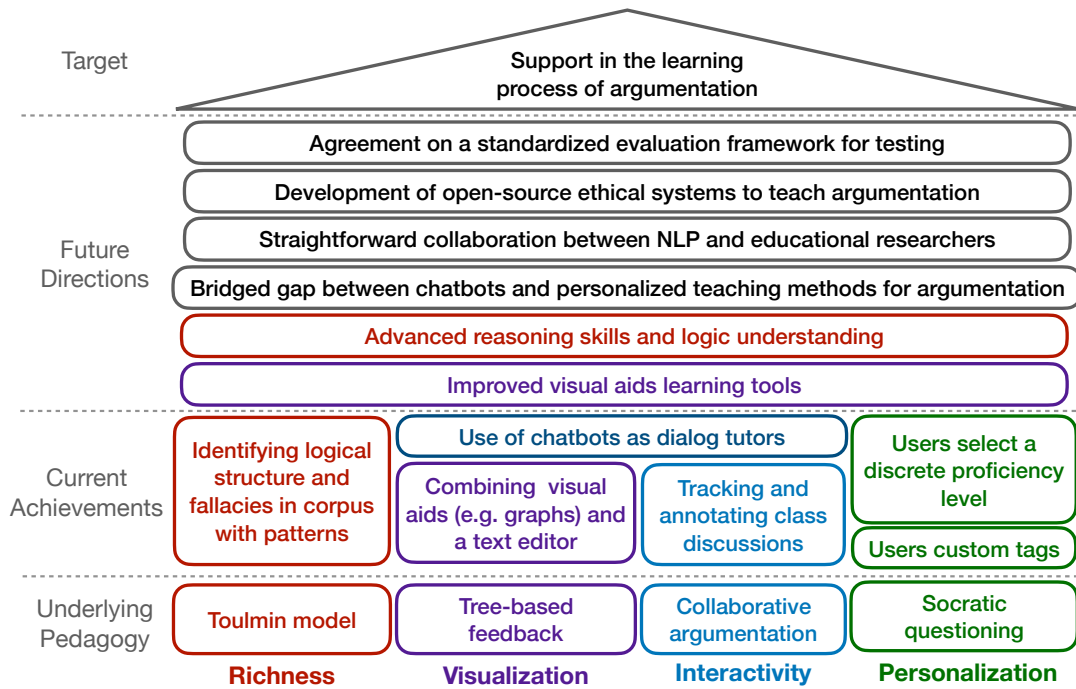 Target
Support in the learning
process of argumentation
Future
Directions
Agreement on a standardized evaluation framework for testing
Development of open-source ethical systems to teach argumentation
Straightforward collaboration between NLP and educational researchers
Bridged gap between chatbots and personalized teaching methods for argumentation
Advanced reasoning skills and logic understanding
Improved visual aids learning tools
Current
Achievements
Identifying logical
structure and
fallacies in corpus
with patterns
Use of chatbots as dialog tutors
Combining visual
aids (e.g. graphs) and
a text editor
Tracking and
annotating class
discussions
Users select a
discrete proficiency
level
Users custom tags
Underlying
Pedagogy
Toulmin model
Tree-based
feedback
Collaborative
argumentation
Socratic
questioning
Richness
Visualization
Interactivity
Personalization